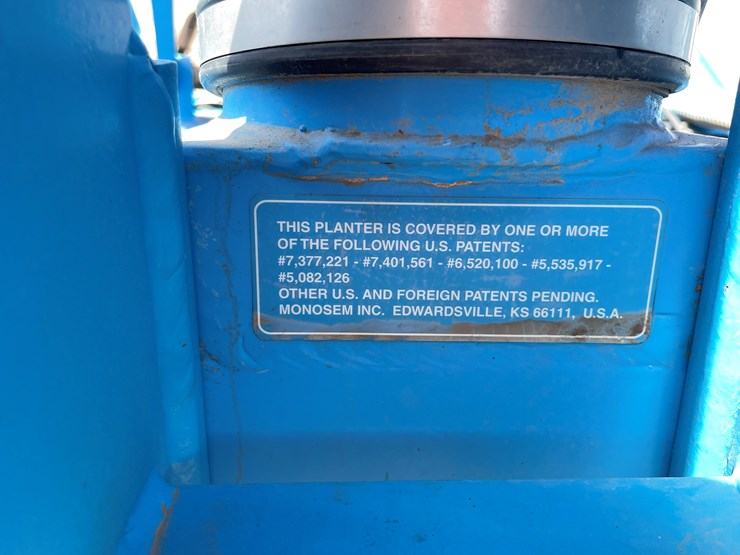 THIS PLANTER IS COVERED BY ONE OR MORE
OF THE FOLLOWING U.S. PATENTS:
#7,377,221 - #7,401,561 - #6,520,100 - #5,535,917 -
#5,082,126
OTHER U.S. AND FOREIGN PATENTS PENDING.
MONOSEM INC. EDWARDSVILLE, KS 66111, U.S.A.